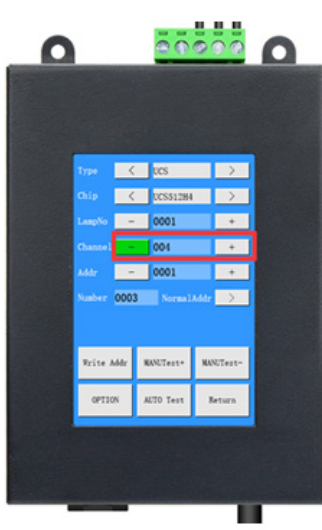 Type < UCS >
Chip < UCS512H4 >
LampNo - 0001 +
Channel - 004 +
Addr - 0001 +
Number 0003 NormalAddr >
Write Addr MANUTest+ MANUTest-
OPTION AUTO Test Return